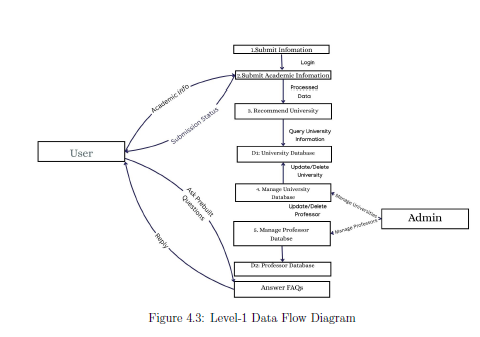 1.Submit Infomation
Login
2.Submit Academic Infomation
Academic info
Processed
Data
Submission Status
3. Recommend University
Query University
Information
User
D1: University Database
Update/Delete
University
4. Manage University
Database
Manage Universities
Ask Prebuilt
Questions
Update/Delete
Professor
Admin
5. Manage Professor
Databse
Manage Professors
Reply
D2: Professor Database
Answer FAQs
Figure 4.3: Level-1 Data Flow Diagram